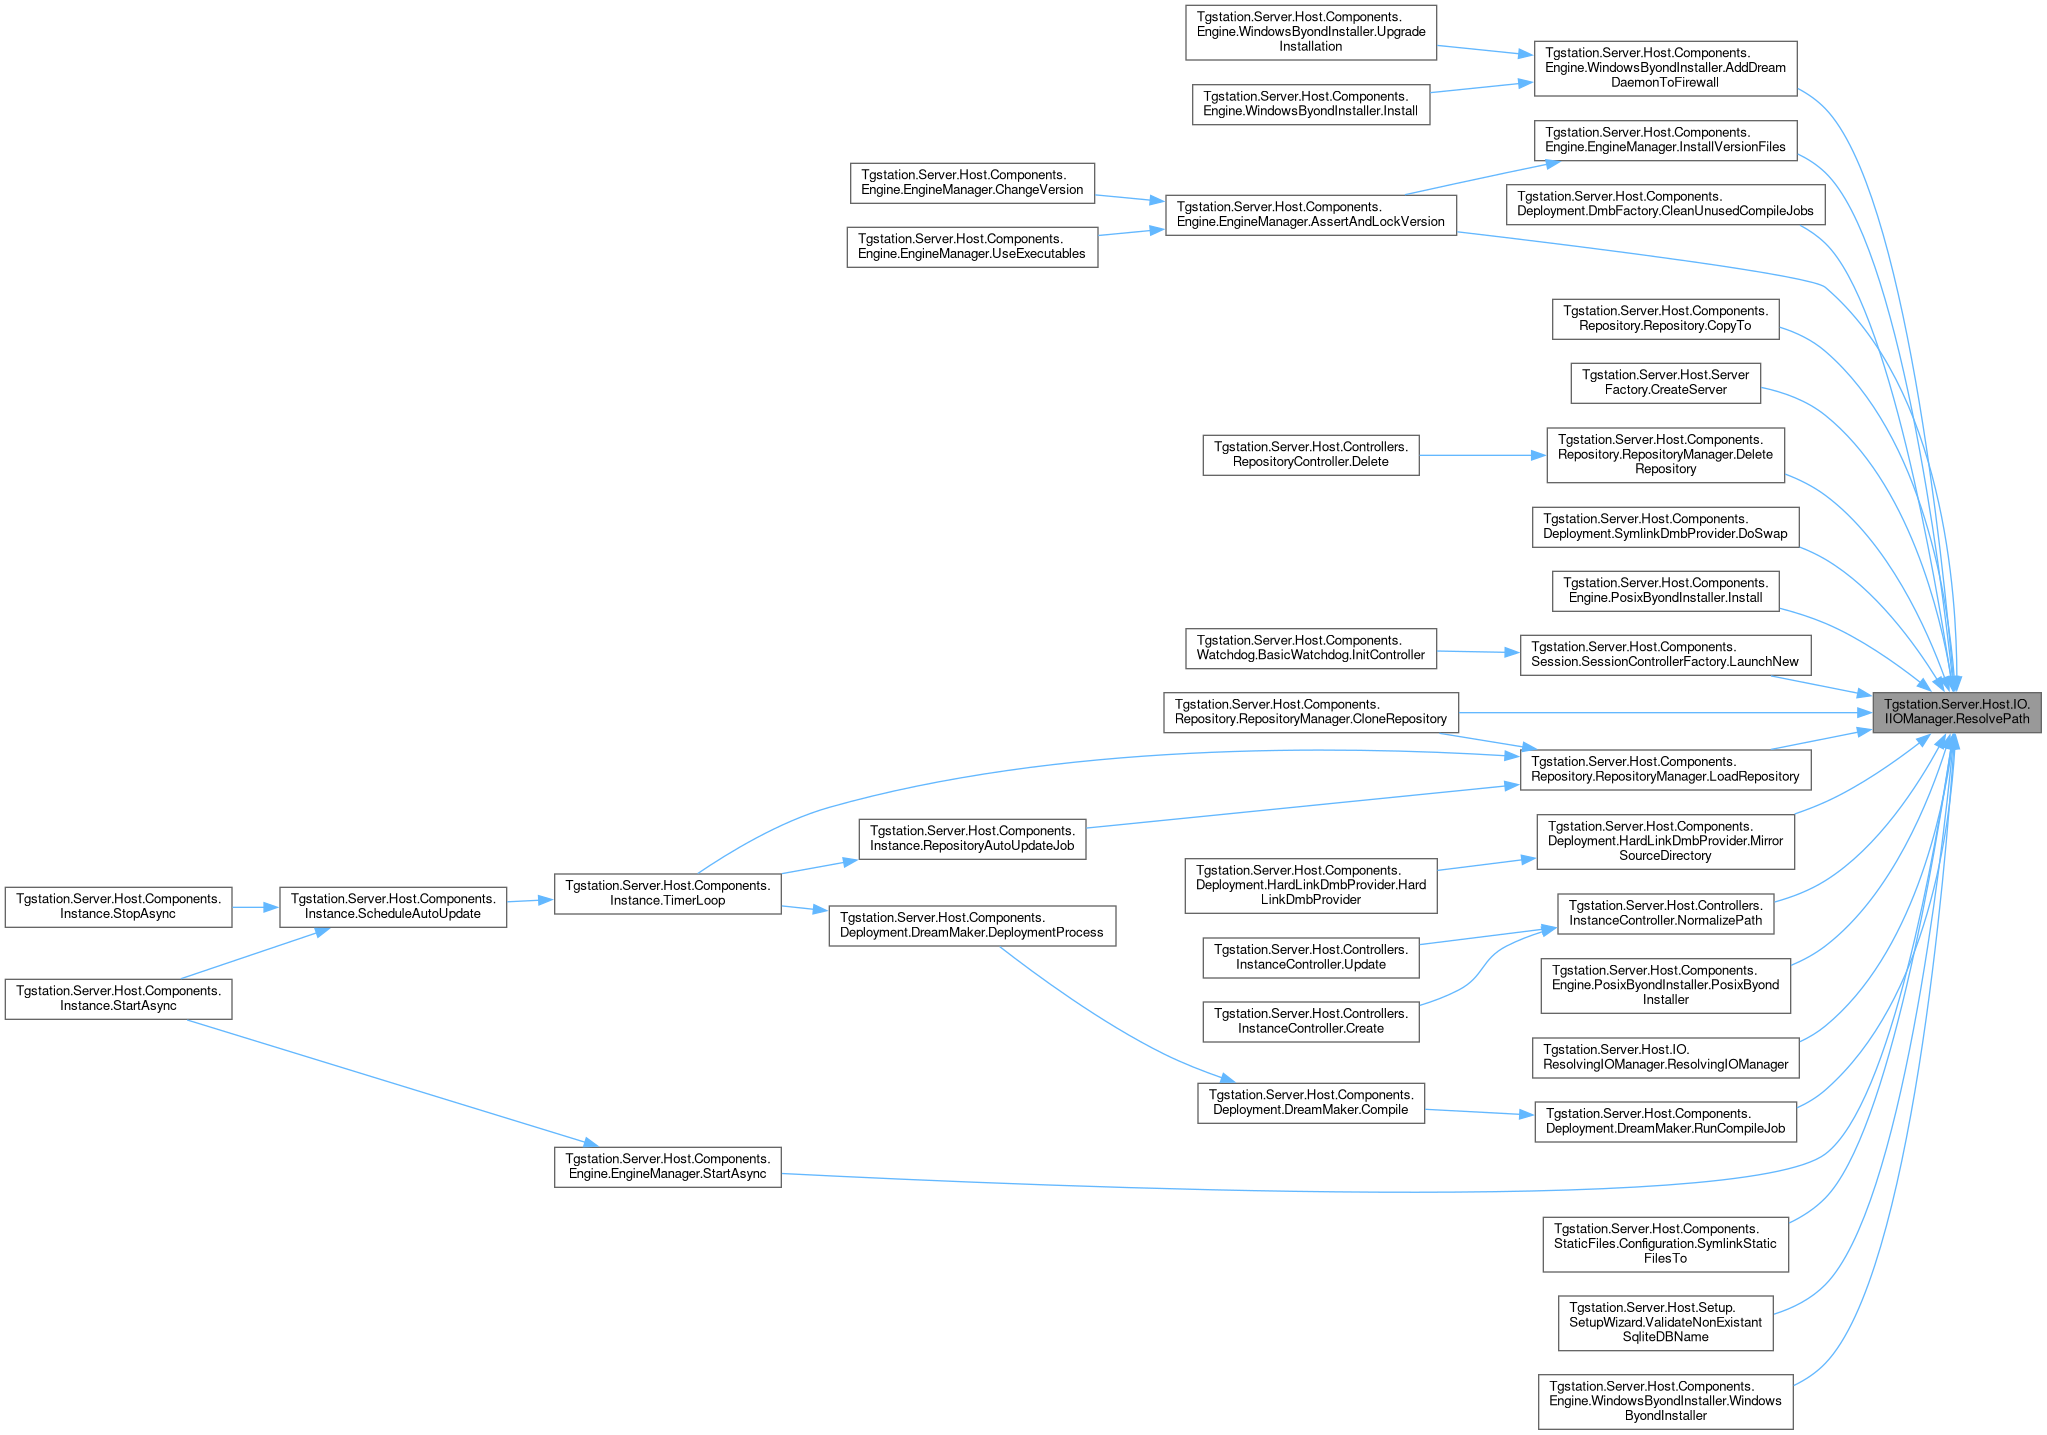 Tgstation.Server.Host.Components.
Engine.WindowsByondInstaller.Upgrade
Installation
Tgstation.Server.Host.Components.
Engine.WindowsByondInstaller.AddDream
DaemonToFirewall
Tgstation.Server.Host.Components.
Engine.WindowsByondInstaller.Install
Tgstation.Server.Host.Components.
Engine.EngineManager.InstallVersionFiles
Tgstation.Server.Host.Components.
Engine.EngineManager.ChangeVersion
Tgstation.Server.Host.Components.
Deployment.DmbFactory.CleanUnusedCompileJobs
Tgstation.Server.Host.Components.
Engine.EngineManager.AssertAndLockVersion
Tgstation.Server.Host.Components.
Engine.EngineManager.UseExecutables
Tgstation.Server.Host.Components.
Repository.Repository.CopyTo
Tgstation.Server.Host.Server
Factory.CreateServer
Tgstation.Server.Host.Controllers.
RepositoryController.Delete
Tgstation.Server.Host.Components.
Repository.RepositoryManager.Delete
Repository
Tgstation.Server.Host.Components.
Deployment.SymlinkDmbProvider.DoSwap
Tgstation.Server.Host.Components.
Engine.PosixByondInstaller.Install
Tgstation.Server.Host.Components.
Watchdog.BasicWatchdog.InitController
Tgstation.Server.Host.Components.
Session.SessionControllerFactory.LaunchNew
Tgstation.Server.Host.Components.
Repository.RepositoryManager.CloneRepository
Tgstation.Server.Host.IO.
IIOManager.ResolvePath
Tgstation.Server.Host.Components.
Repository.RepositoryManager.LoadRepository
Tgstation.Server.Host.Components.
Instance.RepositoryAutoUpdateJob
Tgstation.Server.Host.Components.
Deployment.HardLinkDmbProvider.Mirror
SourceDirectory
Tgstation.Server.Host.Components.
Deployment.HardLinkDmbProvider.Hard
LinkDmbProvider
Tgstation.Server.Host.Components.
Instance.StopAsync
Tgstation.Server.Host.Components.
Instance.ScheduleAutoUpdate
Tgstation.Server.Host.Components.
Instance.TimerLoop
Tgstation.Server.Host.Components.
Deployment.DreamMaker.DeploymentProcess
Tgstation.Server.Host.Controllers.
InstanceController.NormalizePath
Tgstation.Server.Host.Controllers.
InstanceController.Update
Tgstation.Server.Host.Components.
Engine.PosixByondInstaller.PosixByond
Installer
Tgstation.Server.Host.Components.
Instance.StartAsync
Tgstation.Server.Host.Controllers.
InstanceController.Create
Tgstation.Server.Host.IO.
ResolvingIOManager.ResolvingIOManager
Tgstation.Server.Host.Components.
Deployment.DreamMaker.Compile
Tgstation.Server.Host.Components.
Deployment.DreamMaker.RunCompileJob
Tgstation.Server.Host.Components.
Engine.EngineManager.StartAsync
Tgstation.Server.Host.Components.
StaticFiles.Configuration.SymlinkStatic
FilesTo
Tgstation.Server.Host.Setup.
SetupWizard.ValidateNonExistant
SqliteDBName
Tgstation.Server.Host.Components.
Engine.WindowsByondInstaller.Windows
ByondInstaller